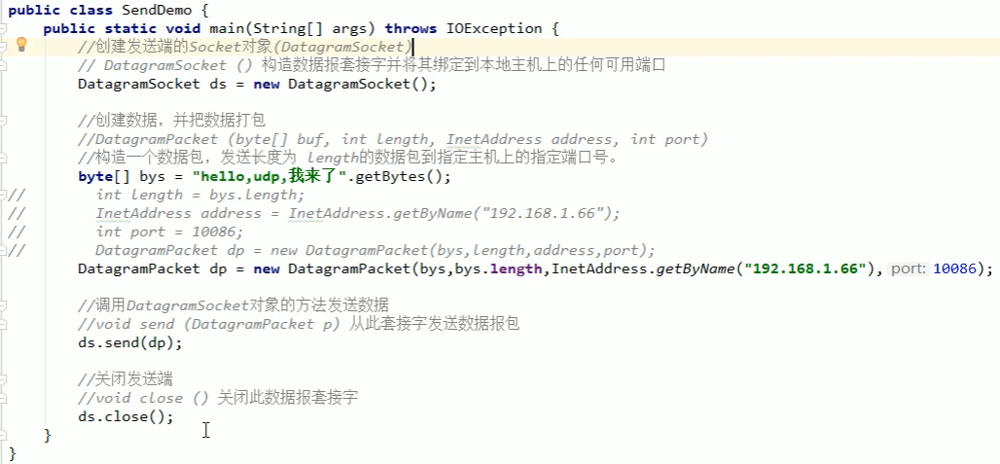 public class SendDemo {
    public static void main(String[] args) throws IOException {
        //创建发送端的Socket对象(DatagramSocket)
        // DatagramSocket () 构造数据报套接字并将其绑定到本地主机上的任何可用端口
        DatagramSocket ds = new DatagramSocket();

        //创建数据，并把数据打包
        //DatagramPacket (byte[] buf, int length, InetAddress address, int port)
        //构造一个数据包，发送长度为 length的数据包到指定主机上的指定端口号。
        byte[] bys = "hello,udp,我来了".getBytes();
//        int length = bys.length;
//        InetAddress address = InetAddress.getByName("192.168.1.66");
//        int port = 10086;
//        DatagramPacket dp = new DatagramPacket(bys,length,address,port);
        DatagramPacket dp = new DatagramPacket(bys,bys.length,InetAddress.getByName("192.168.1.66"), port: 10086);

        //调用DatagramSocket对象的方法发送数据
        //void send (DatagramPacket p) 从此套接字发送数据报包
        ds.send(dp);

        //关闭发送端
        //void close () 关闭此数据报套接字
        ds.close();
    }
}